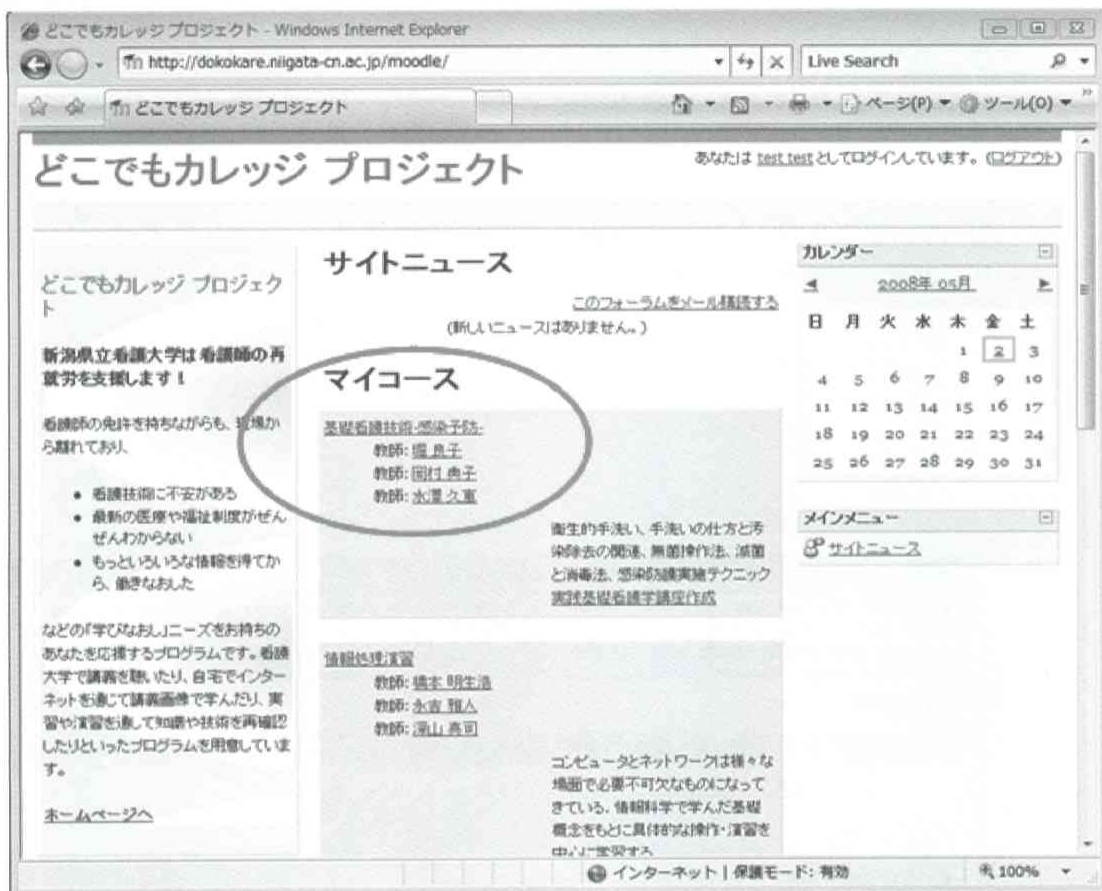 どこでもカレッジ プロジェクト - Windows Internet Explorer
http://dokokare.niigata-cn.ac.jp/moodle/
Live Search
どこでもカレッジ プロジェクト
ページ(P)
ツール(O)
どこでもカレッジ プロジェクト
あなたは test test としてログインしています。(ログアウト)
どこでもカレッジ プロジェク
ト
新潟県立看護大学は看護師の再
就労を支援します！
看護師の免許を持ちながらも、現場か
ら離れており、
• 看護技術に不安がある
• 最新の医療や福祉制度がぜん
ぜんわからない
• もっといろいろな情報を得てか
ら、働きなおした
などの「学びなおし」ニーズをお持ちの
あなたを応援するプログラムです。看護
大学で講義を聴いたり、自宅でインター
ネットを通じて講義画像で学んだり、実
習や演習を通して知識や技術を再確認
したりといったプログラムを用意していま
す。
ホームページへ
サイトニュース
このフォーラムをメール購読する
(新しいニュースはありません。)
マイコース
基礎看護技術-感染予防-
教師: 堀 良子
教師: 岡村 典子
教師: 水澤 久恵
衛生的手洗い、手洗いの仕方と汚
染除去の関連、無菌操作法、滅菌
と消毒法、感染防護実施テクニック
実践基礎看護学講座作成
情報処理演習
教師: 橋本 明生浩
教師: 永吉 雅人
教師:
コンピュータとネットワークは様々な
場面で必要不可欠なものになって
きている。情報科学で学んだ基礎
概念をもとに具体的な操作・演習を
中心に学習する
カレンダー
2008年 05月
日 月 火 水 木 金 土
1 2 3
4 5 6 7 8 9 10
11 12 13 14 15 16 17
18 19 20 21 22 23 24
25 26 27 28 29 30 31
メインメニュー
サイトニュース
インターネット | 保護モード: 有効
100%